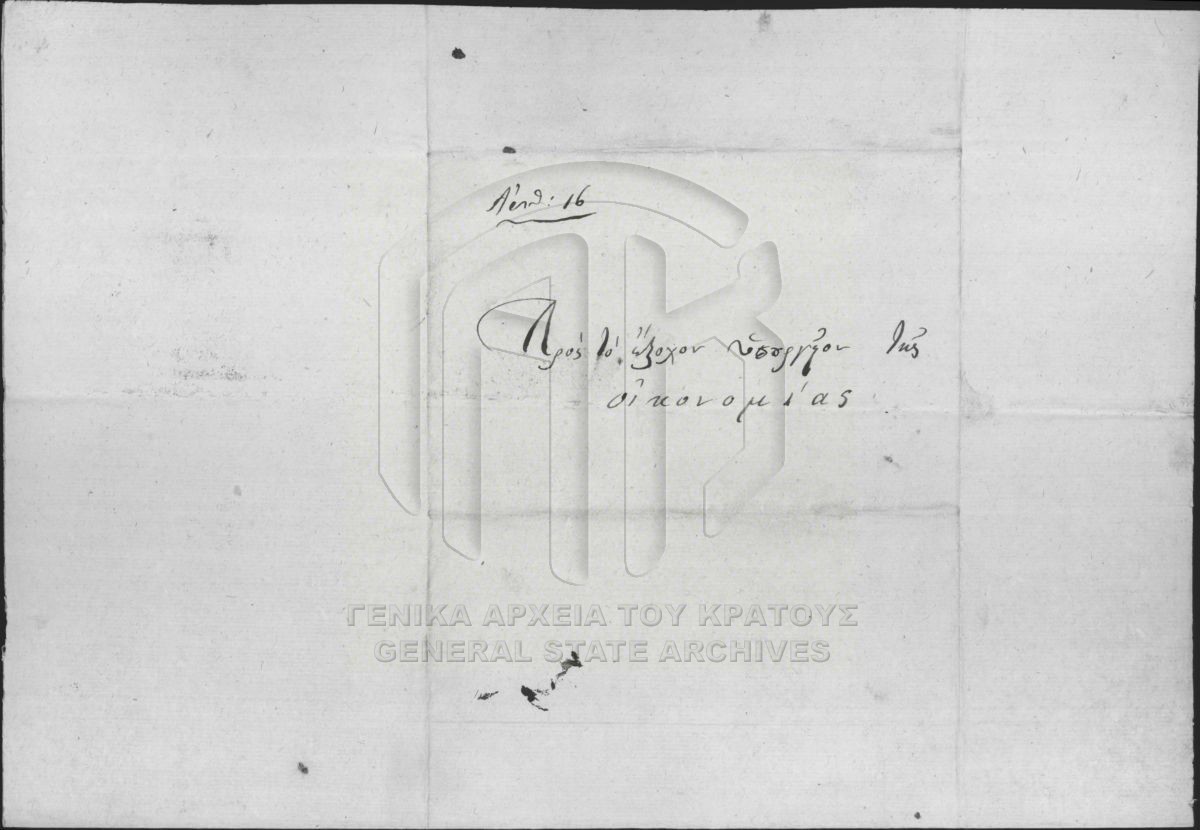 Ἀριθ: 16
Πρὸς τὸ ἔξοχον ὑπουργεῖον τῆς
οἰκονομίας
ΓΕΝΙΚΑ ΑΡΧΕΙΑ ΤΟΥ ΚΡΑΤΟΥΣ
GENERAL STATE ARCHIVES